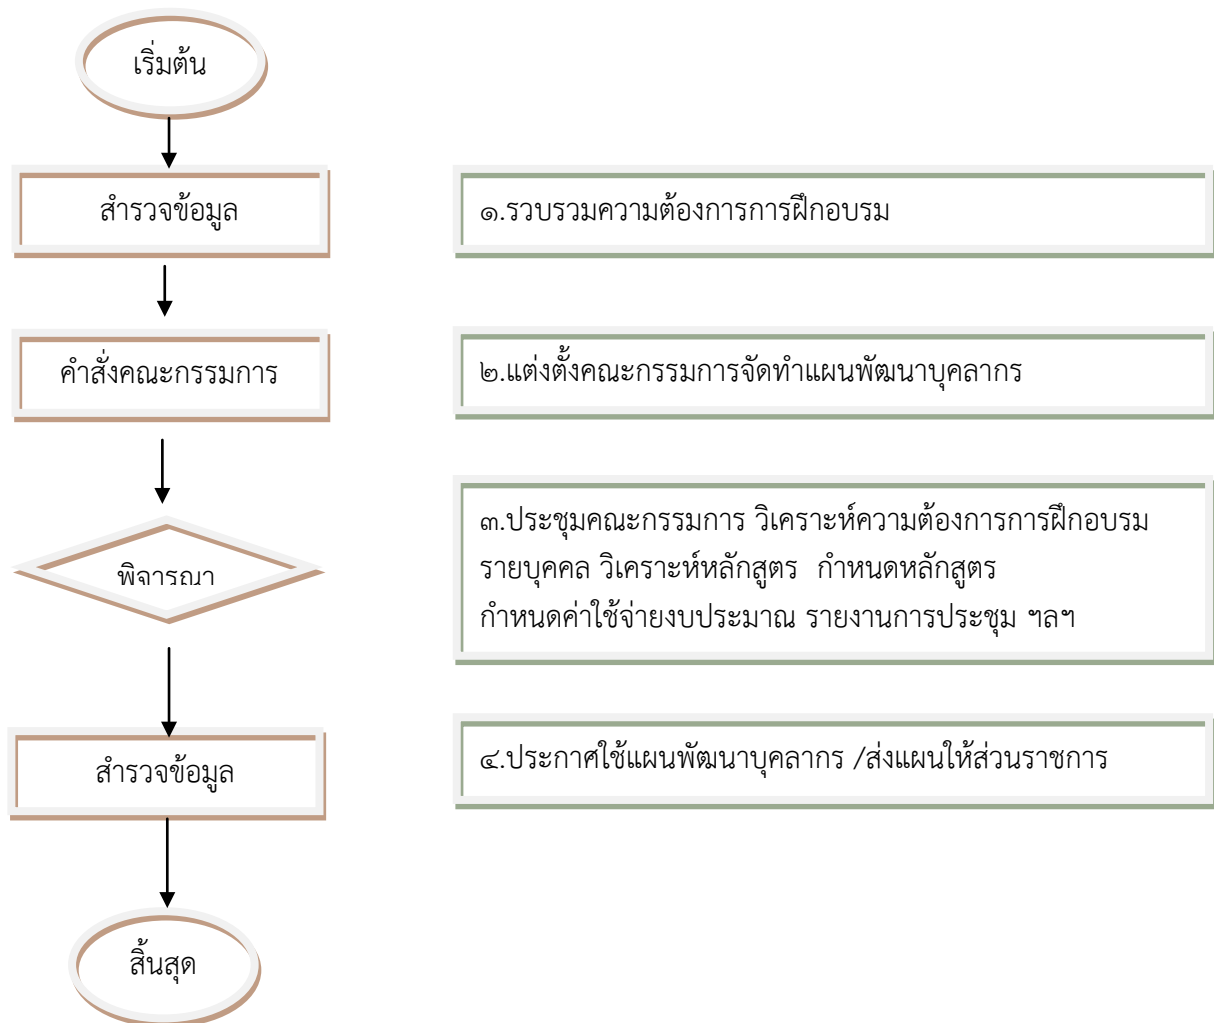 เริ่มต้น
สำรวจข้อมูล
๑.รวบรวมความต้องการการฝึกอบรม
คำสั่งคณะกรรมการ
๒.แต่งตั้งคณะกรรมการจัดทำแผนพัฒนาบุคลากร
พิจารณา
๓.ประชุมคณะกรรมการ วิเคราะห์ความต้องการการฝึกอบรม
รายบุคคล วิเคราะห์หลักสูตร กำหนดหลักสูตร
กำหนดค่าใช้จ่ายงบประมาณ รายงานการประชุม ฯลฯ
สำรวจข้อมูล
๔.ประกาศใช้แผนพัฒนาบุคลากร /ส่งแผนให้ส่วนราชการ
สิ้นสุด